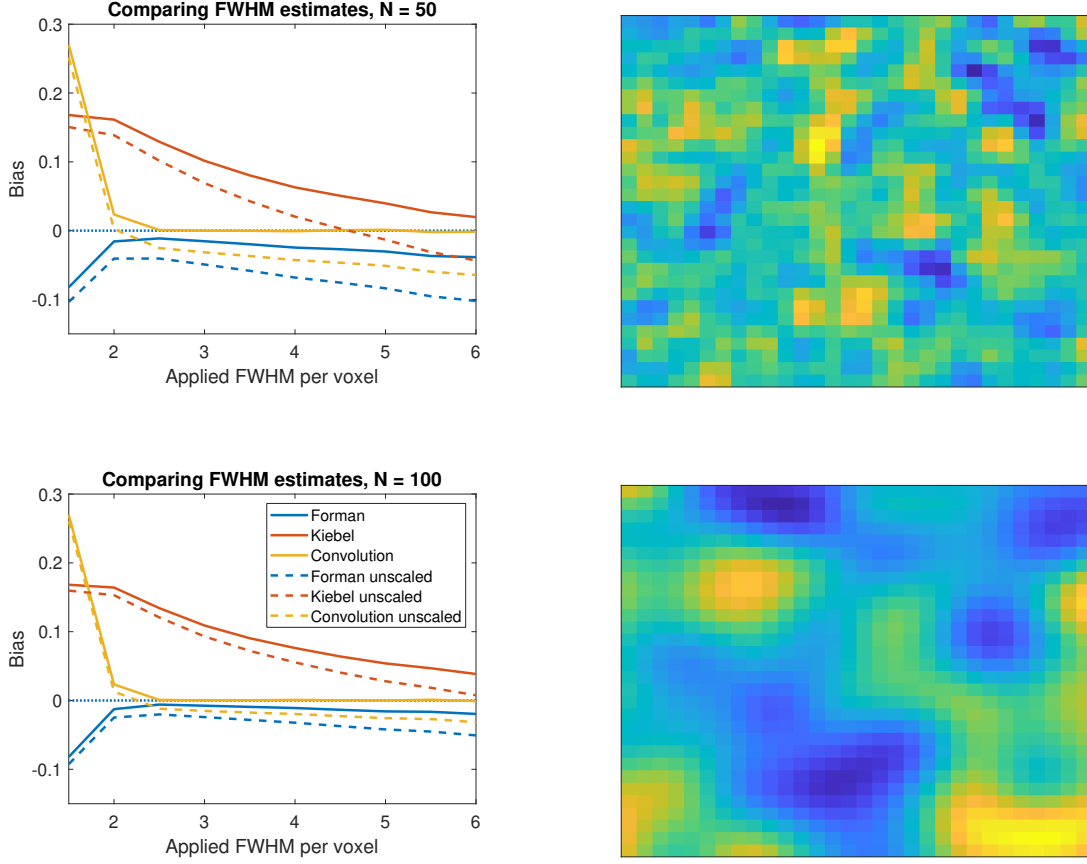 Comparing FWHM estimates, N = 50
0.3
0.2
0.1
0
-0.1
Bias
2 3 4 5 6
Applied FWHM per voxel
Comparing FWHM estimates, N = 100
0.3
0.2
0.1
0
-0.1
Bias
Forman
Kiebel
Convolution
Forman unscaled
Kiebel unscaled
Convolution unscaled
2 3 4 5 6
Applied FWHM per voxel